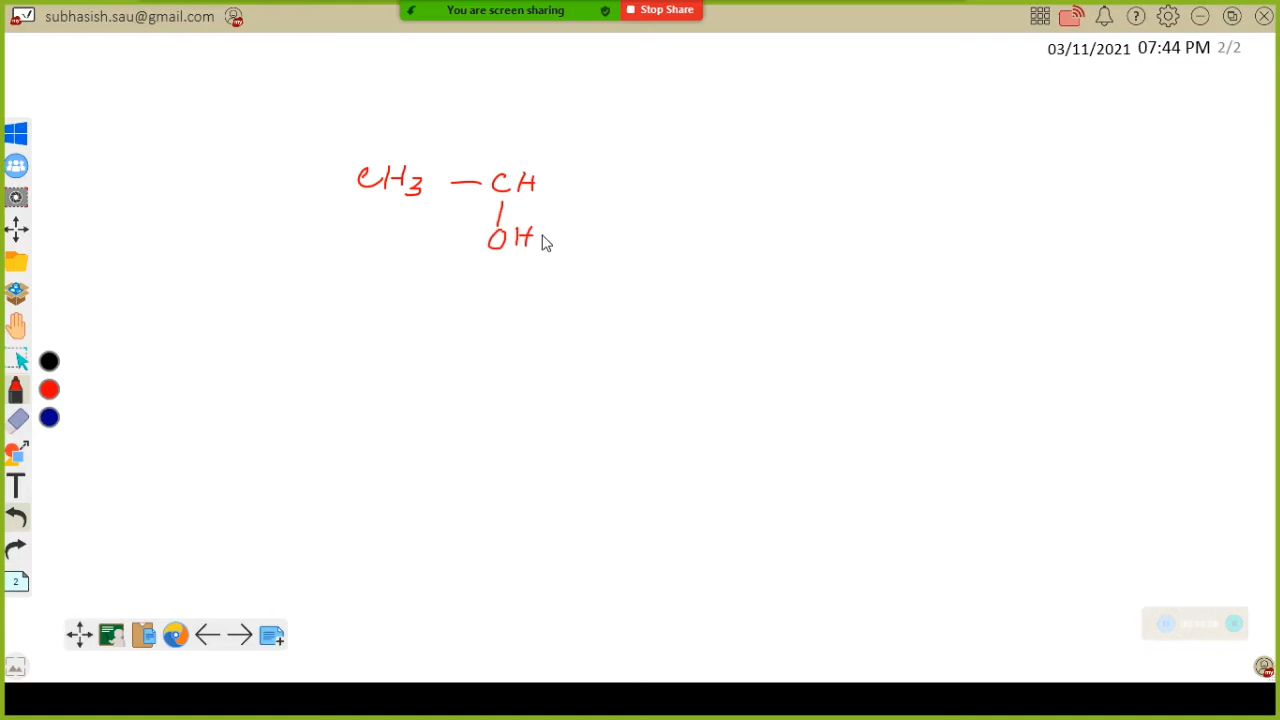 subhasish.sau@gmail.com
You are screen sharing
Stop Share
03/11/2021 07:44 PM 2/2
CH3 — CH
|
OH
T
2